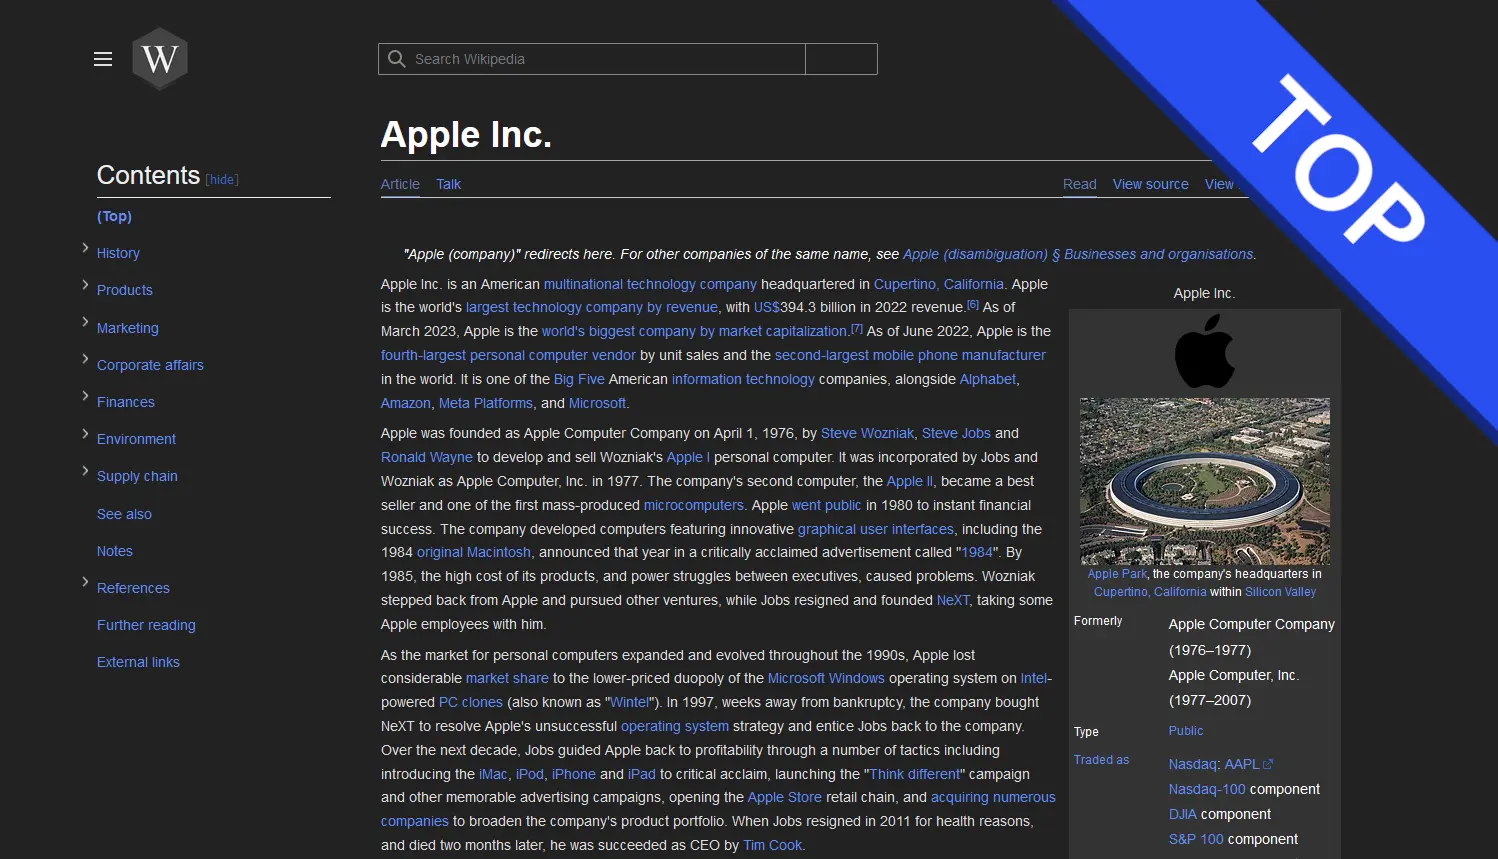 W
Search Wikipedia
TOP
Apple Inc.
Contents [hide]
Article Talk
Read View source View
(Top)
History
Products
Marketing
Corporate affairs
Finances
Environment
Supply chain
See also
Notes
References
Further reading
External links
"Apple (company)" redirects here. For other companies of the same name, see Apple (disambiguation) § Businesses and organisations.
Apple Inc. is an American multinational technology company headquartered in Cupertino, California. Apple
is the world's largest technology company by revenue, with US$394.3 billion in 2022 revenue.[6] As of
March 2023, Apple is the world's biggest company by market capitalization.[7] As of June 2022, Apple is the
fourth-largest personal computer vendor by unit sales and the second-largest mobile phone manufacturer
in the world. It is one of the Big Five American information technology companies, alongside Alphabet,
Amazon, Meta Platforms, and Microsoft.
Apple was founded as Apple Computer Company on April 1, 1976, by Steve Wozniak, Steve Jobs and
Ronald Wayne to develop and sell Wozniak's Apple I personal computer. It was incorporated by Jobs and
Wozniak as Apple Computer, Inc. in 1977. The company's second computer, the Apple II, became a best
seller and one of the first mass-produced microcomputers. Apple went public in 1980 to instant financial
success. The company developed computers featuring innovative graphical user interfaces, including the
1984 original Macintosh, announced that year in a critically acclaimed advertisement called "1984". By
1985, the high cost of its products, and power struggles between executives, caused problems. Wozniak
stepped back from Apple and pursued other ventures, while Jobs resigned and founded NeXT, taking some
Apple employees with him.
As the market for personal computers expanded and evolved throughout the 1990s, Apple lost
considerable market share to the lower-priced duopoly of the Microsoft Windows operating system on Intel-
powered PC clones (also known as "Wintel"). In 1997, weeks away from bankruptcy, the company bought
NeXT to resolve Apple's unsuccessful operating system strategy and entice Jobs back to the company.
Over the next decade, Jobs guided Apple back to profitability through a number of tactics including
introducing the iMac, iPod, iPhone and iPad to critical acclaim, launching the "Think different" campaign
and other memorable advertising campaigns, opening the Apple Store retail chain, and acquiring numerous
companies to broaden the company's product portfolio. When Jobs resigned in 2011 for health reasons,
and died two months later, he was succeeded as CEO by Tim Cook.
Apple Inc.
Apple Park, the company's headquarters in
Cupertino, California within Silicon Valley
Formerly Apple Computer Company
(1976–1977)
Apple Computer, Inc.
(1977–2007)
Type Public
Traded as Nasdaq: AAPL
Nasdaq-100 component
DJIA component
S&P 100 component